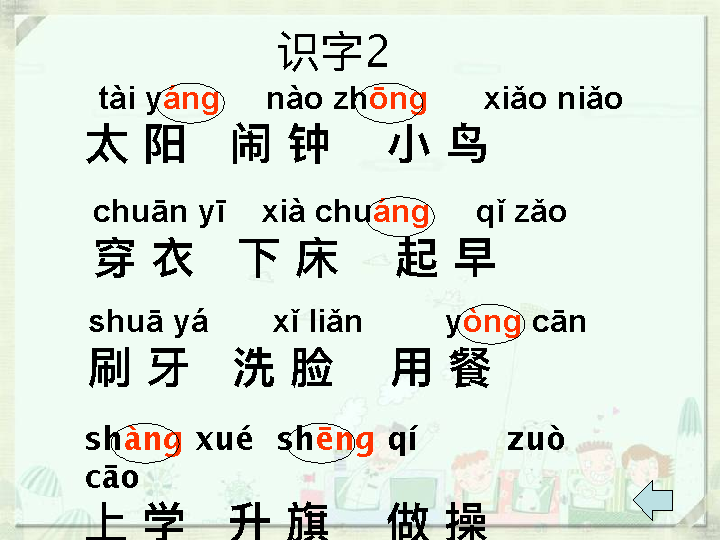 识字2
tài yáng nào zhōng xiǎo niǎo
太 阳 闹 钟 小 鸟
chuān yī xià chuáng qǐ zǎo
穿 衣 下 床 起 早
shuā yá xǐ liǎn yòng cān
刷 牙 洗 脸 用 餐
shàng xué shēng qí zuò
cāo
上 学 升 旗 做 操